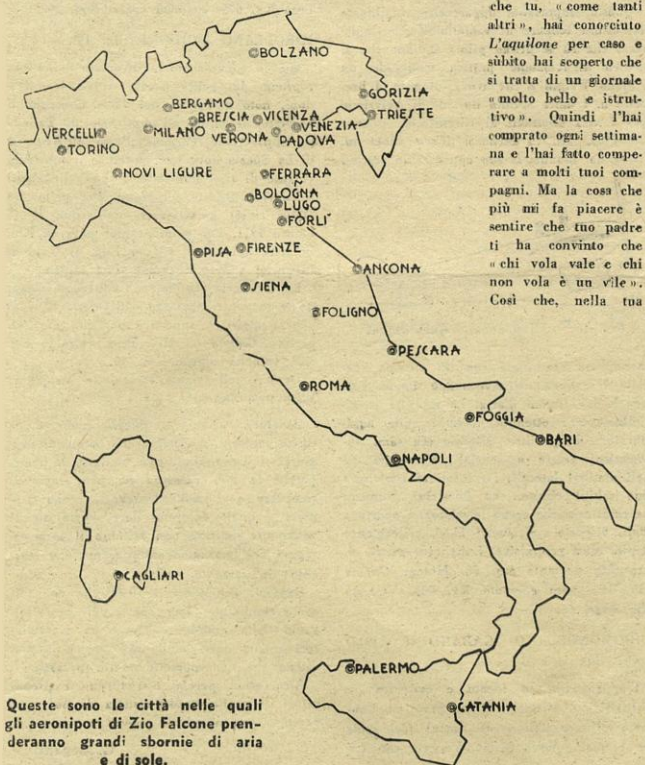 che tu, « come tanti
altri », hai conorciuto
L'aquilone per caso e
sùbito hai scoperto che
si tratta di un giornale
« molto bello e istrut-
tivo ». Quindi l'hai
comprato ogni settima-
na e l'hai fatto compe-
rare a molti tuoi com-
pagni. Ma la cosa che
più mi fa piacere è
sentire che tuo padre
ti ha convinto che
« chi vola vale e chi
non vola è un vile ».
Così che, nella tua
BOLZANO
GORIZIA
BERGAMO
BRESCIA
VICENZA
TRIESTE
VERCELLI
MILANO
VERONA
VENEZIA
PADOVA
TORINO
NOVI LIGURE
FERRARA
BOLOGNA
LUGO
FORLÌ
PISA
FIRENZE
ANCONA
SIENA
FOLIGNO
PESCARA
ROMA
FOGGIA
BARI
NAPOLI
CAGLIARI
PALERMO
CATANIA
Queste sono le città nelle quali
gli aeronipoti di Zio Falcone pren-
deranno grandi sbornie di aria
e di sole.